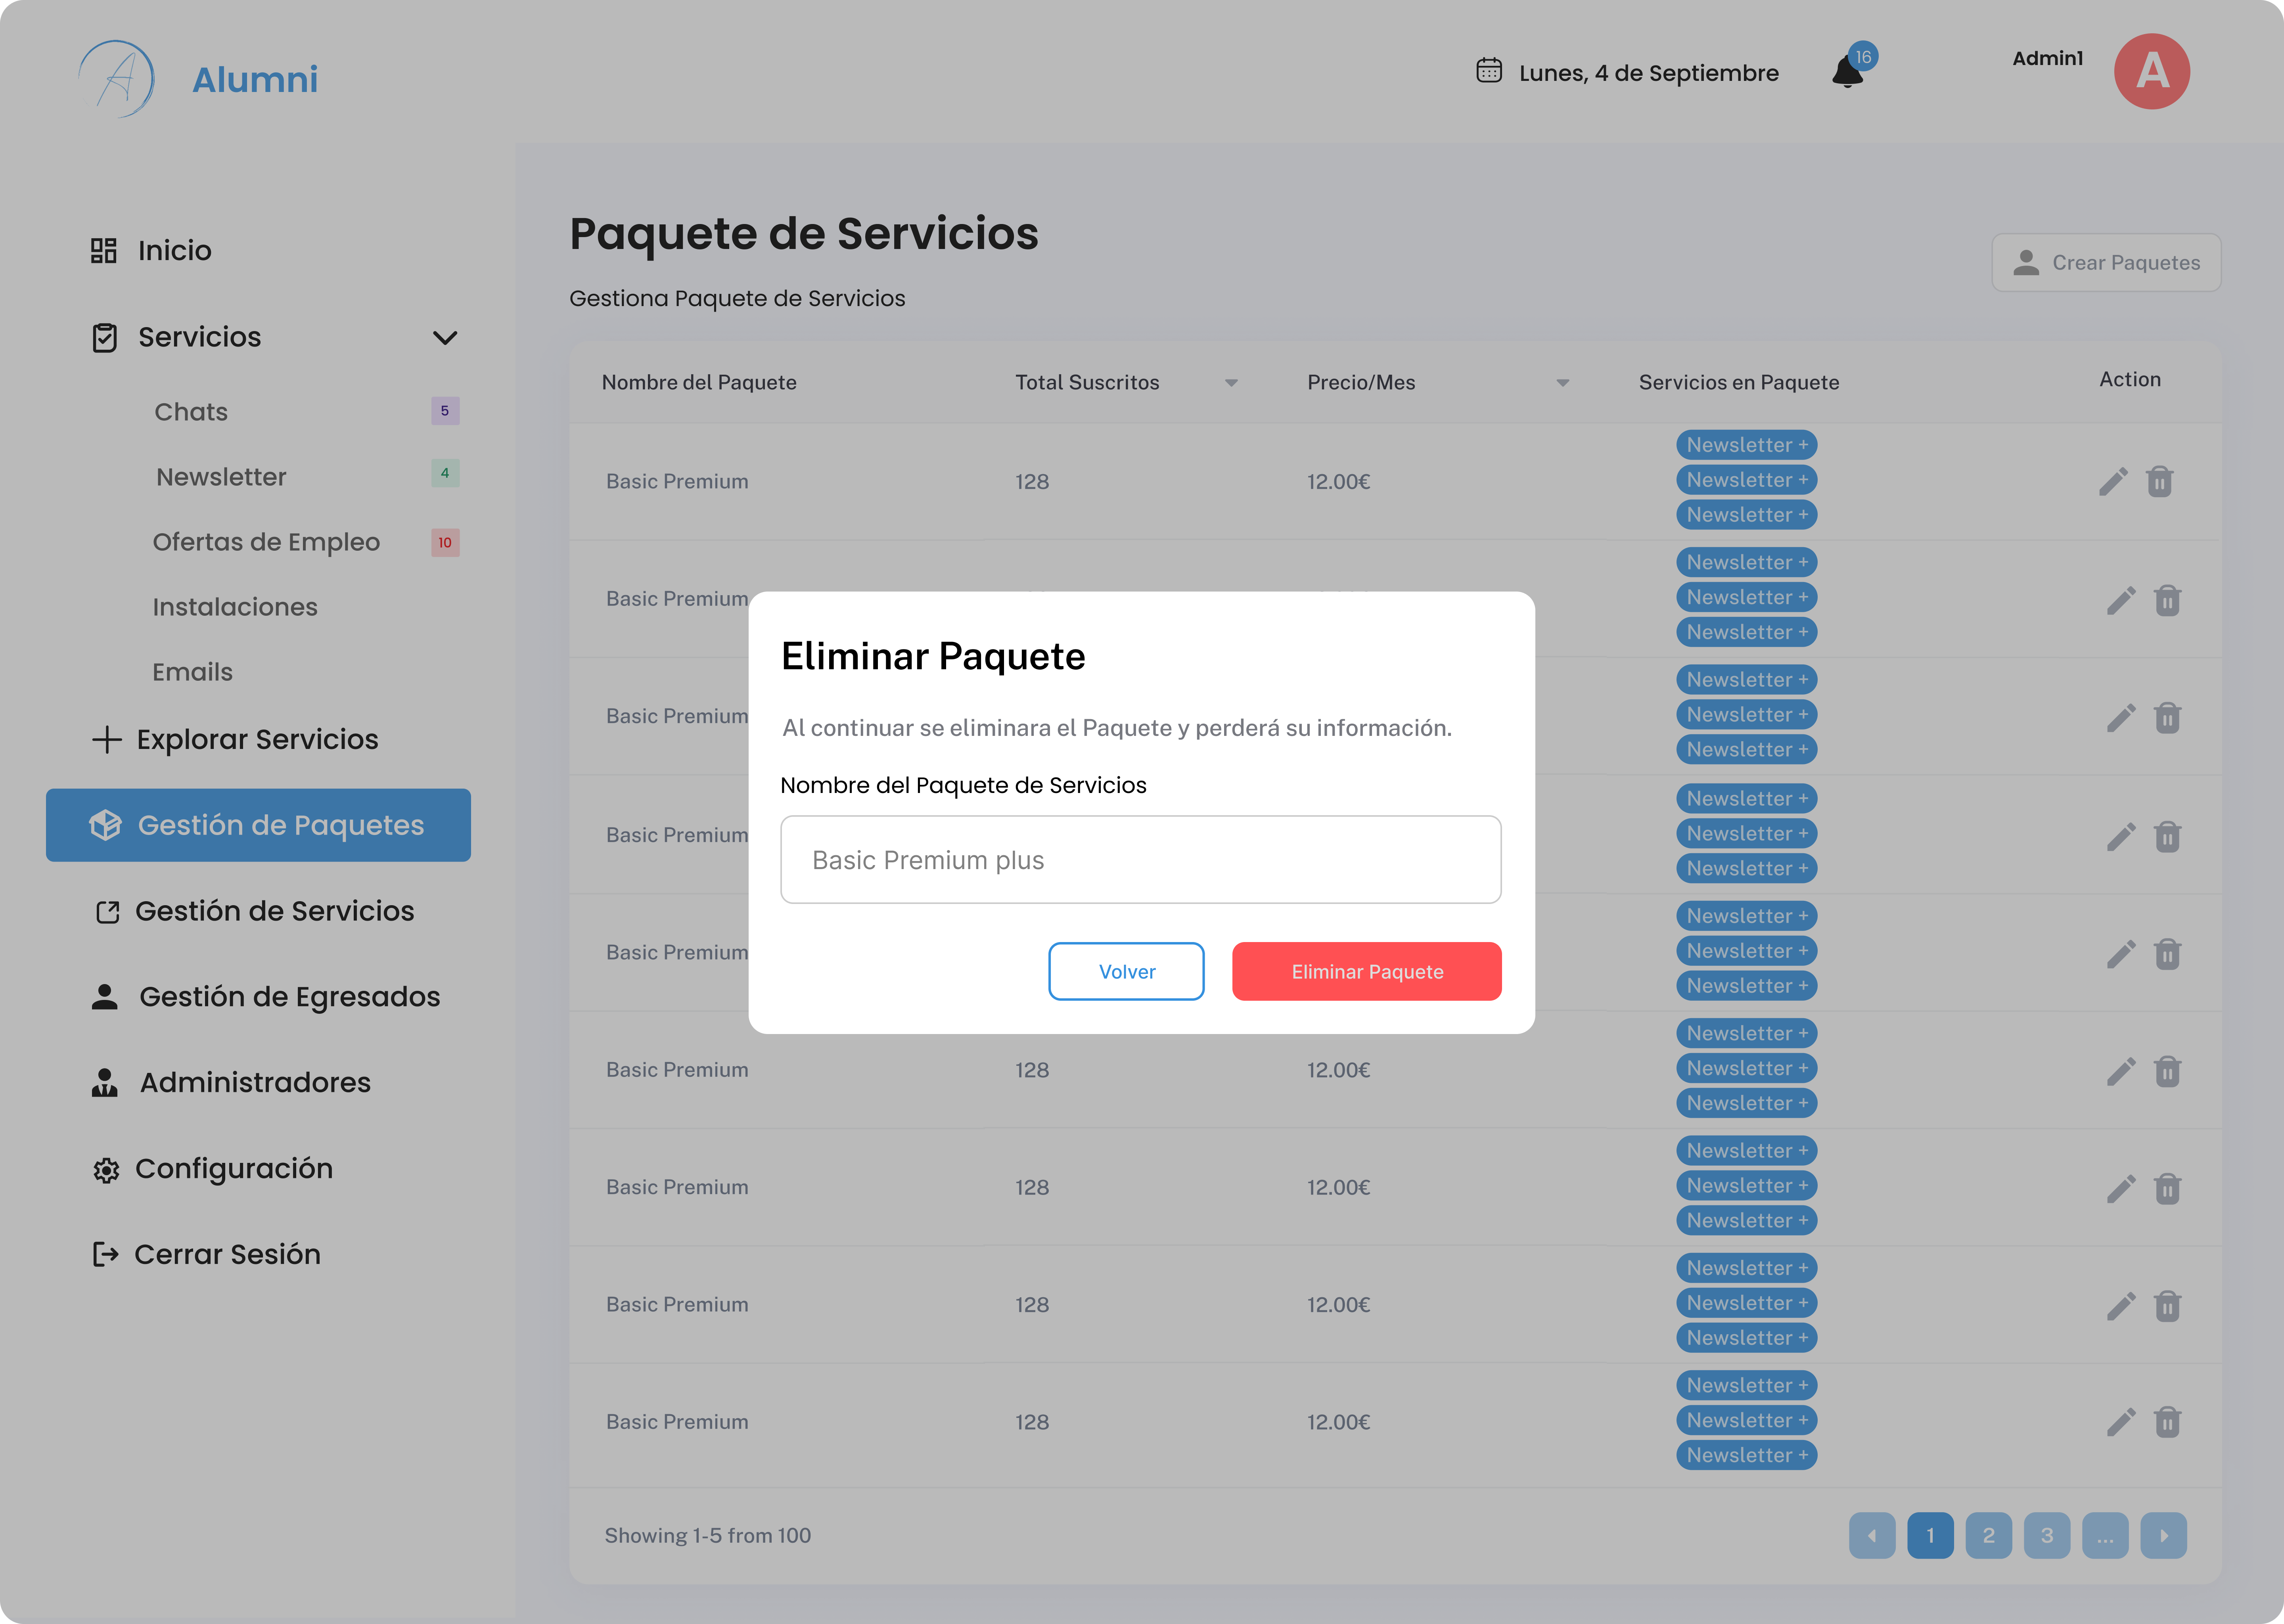 Alumni
Lunes, 4 de Septiembre
16
Admin1
A
Inicio
Servicios
Chats
5
Newsletter
4
Ofertas de Empleo
10
Instalaciones
Emails
Explorar Servicios
Gestión de Paquetes
Gestión de Servicios
Gestión de Egresados
Administradores
Configuración
Cerrar Sesión
Paquete de Servicios
Gestiona Paquete de Servicios
Crear Paquetes
Nombre del Paquete Total Suscritos Precio/Mes Servicios en Paquete Action
Newsletter +
Basic Premium 128 12.00€ Newsletter +
Newsletter +
Newsletter +
Basic Premium Newsletter +
Newsletter +
Newsletter +
Basic Premium Newsletter +
Newsletter +
Newsletter +
Basic Premium Newsletter +
Newsletter +
Newsletter +
Basic Premium Newsletter +
Newsletter +
Newsletter +
Basic Premium 128 12.00€ Newsletter +
Newsletter +
Newsletter +
Basic Premium 128 12.00€ Newsletter +
Newsletter +
Newsletter +
Basic Premium 128 12.00€ Newsletter +
Newsletter +
Newsletter +
Basic Premium 128 12.00€ Newsletter +
Newsletter +
Showing 1-5 from 100
1 2 3 ...
Eliminar Paquete
Al continuar se eliminara el Paquete y perderá su información.
Nombre del Paquete de Servicios
Basic Premium plus
Volver
Eliminar Paquete